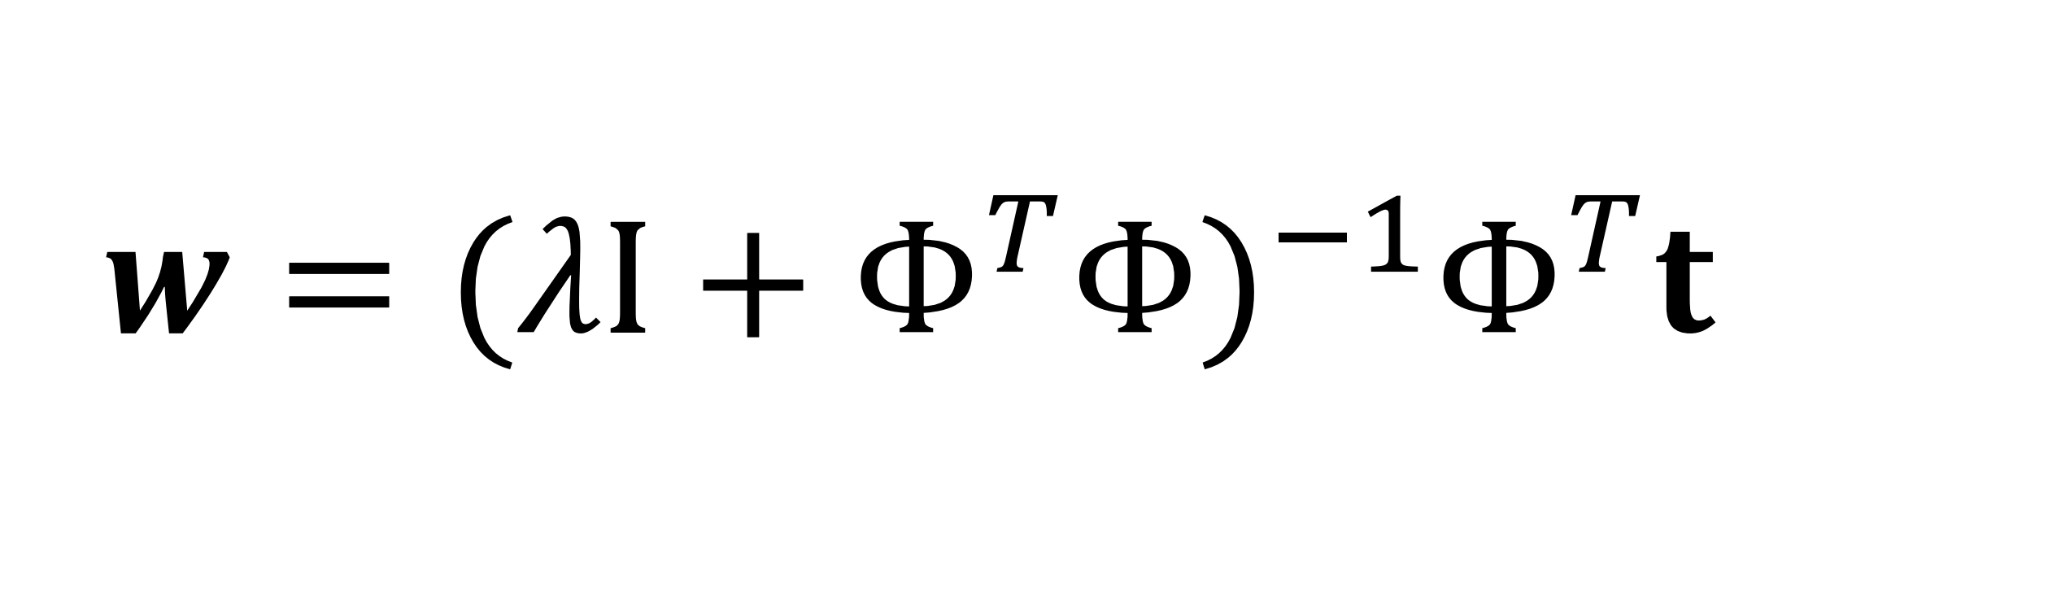 w = (λI + Φ^T Φ)^−1 Φ^T t